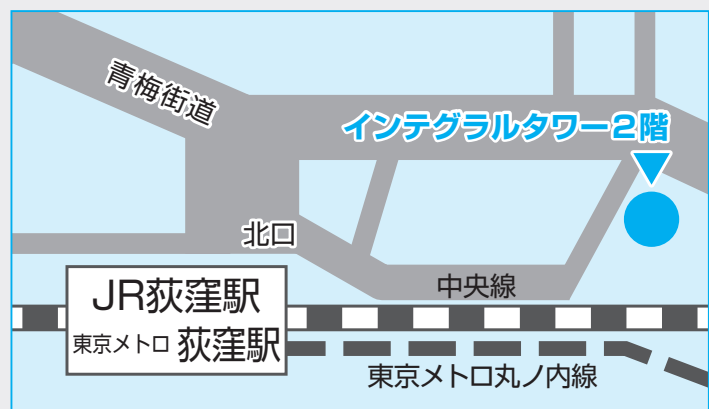 青梅街道
インテグラルタワー2階
北口
中央線
JR荻窪駅
東京メトロ 荻窪駅
東京メトロ丸ノ内線